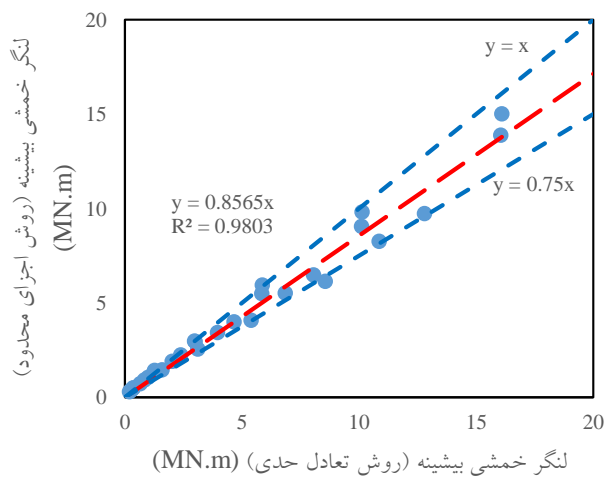 20
15
10
5
0
لنگر خمشی بیشینه (روش اجزای محدود)
(MN.m)
y = x
y = 0.75x
y = 0.8565x
R² = 0.9803
0 5 10 15 20
لنگر خمشی بیشینه (روش تعادل حدی) (MN.m)